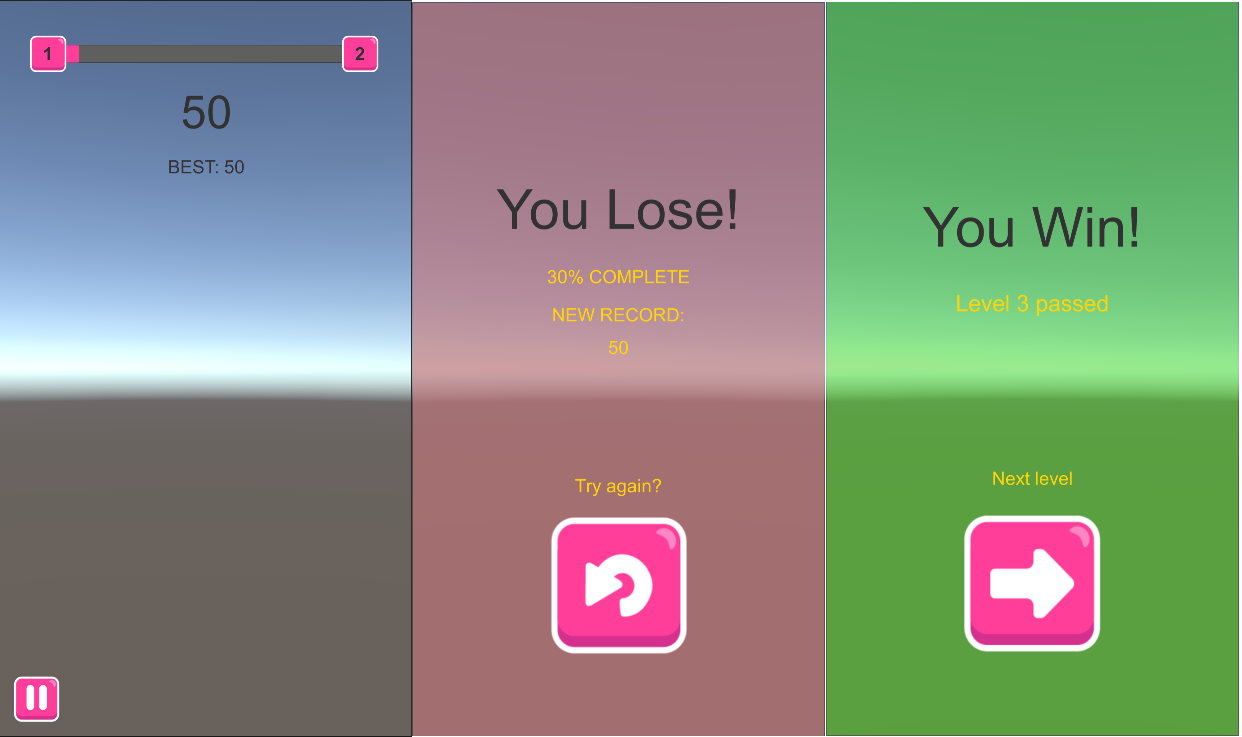 1
2
50
BEST: 50
You Lose!
30% COMPLETE
NEW RECORD:
50
Try again?
You Win!
Level 3 passed
Next level